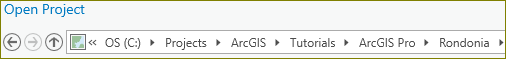 Open Project
« OS (C:) ▸ Projects ▸ ArcGIS ▸ Tutorials ▸ ArcGIS Pro ▸ Rondonia ▸